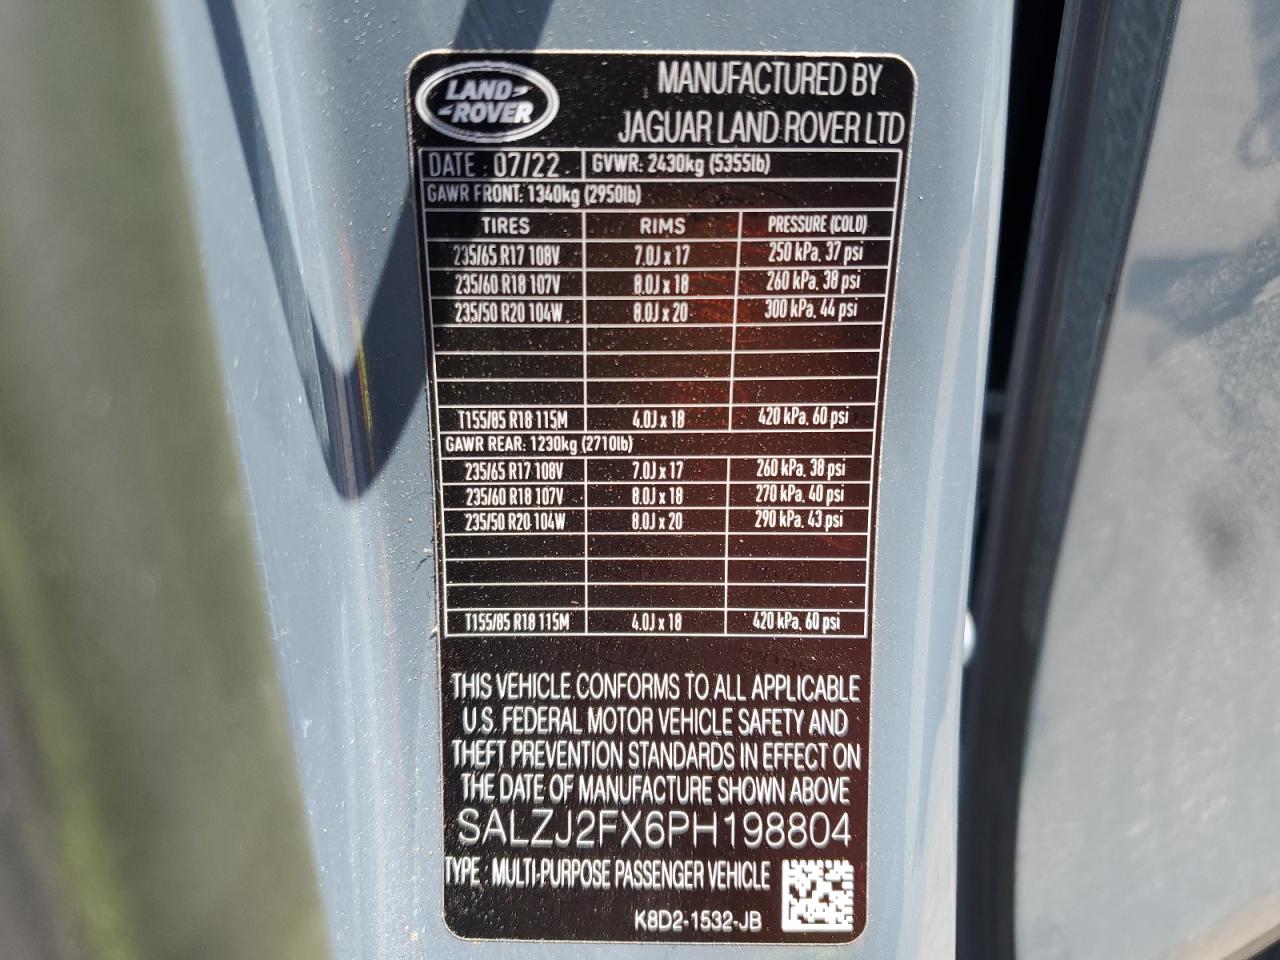 LAND
ROVER
MANUFACTURED BY
JAGUAR LAND ROVER LTD
DATE : 07/22 GVWR: 2430kg (5355lb)
GAWR FRONT: 1340kg (2950lb)
TIRES RIMS PRESSURE (COLD)
235/65 R17 108V 7.0J x 17 250 kPa, 37 psi
235/60 R18 107V 8.0J x 18 260 kPa, 38 psi
235/50 R20 104W 8.0J x 20 300 kPa, 44 psi
T155/85 R18 115M 4.0J x 18 420 kPa, 60 psi
GAWR REAR: 1230kg (2710lb)
235/65 R17 108V 7.0J x 17 260 kPa, 38 psi
235/60 R18 107V 8.0J x 18 270 kPa, 40 psi
235/50 R20 104W 8.0J x 20 290 kPa, 43 psi
T155/85 R18 115M 4.0J x 18 420 kPa, 60 psi
THIS VEHICLE CONFORMS TO ALL APPLICABLE
U.S. FEDERAL MOTOR VEHICLE SAFETY AND
THEFT PREVENTION STANDARDS IN EFFECT ON
THE DATE OF MANUFACTURE SHOWN ABOVE
SALZJ2FX6PH198804
TYPE : MULTI-PURPOSE PASSENGER VEHICLE
K8D2-1532-JB